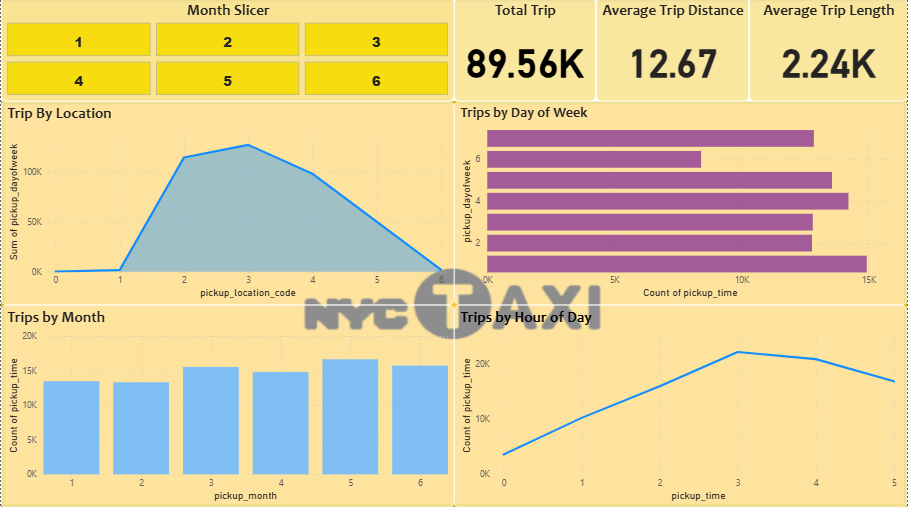 Month Slicer
1 2 3
4 5 6
Total Trip
89.56K
Average Trip Distance
12.67
Average Trip Length
2.24K
Trip By Location
Sum of pickup_dayofweek
100K
50K
0K
0 1 2 3 4 5 6
pickup_location_code
Trips by Day of Week
pickup_dayofweek
6
4
2
0K 5K 10K 15K
Count of pickup_time
NYC TAXI
Trips by Month
Count of pickup_time
20K
15K
10K
5K
0K
1 2 3 4 5 6
pickup_month
Trips by Hour of Day
Count of pickup_time
20K
10K
0K
0 1 2 3 4 5
pickup_time